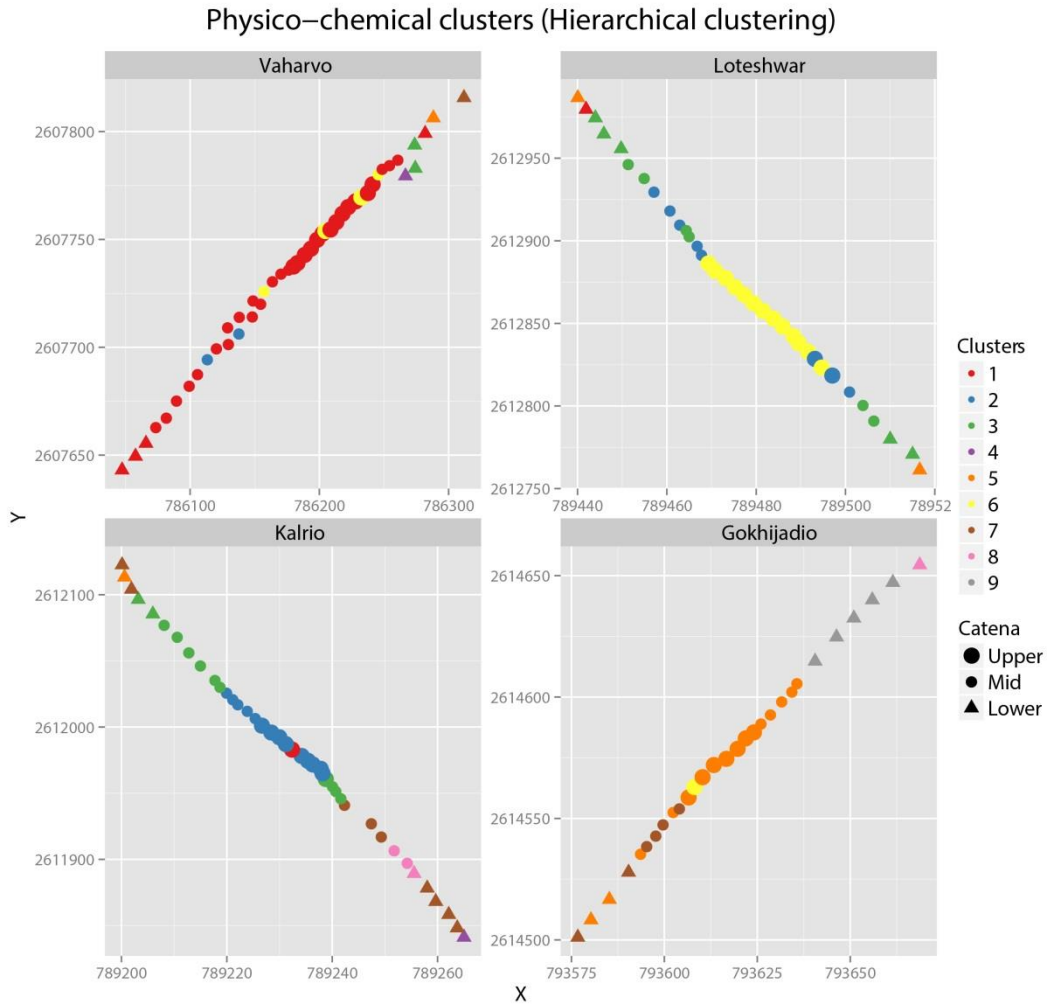 Physico−chemical clusters (Hierarchical clustering)
Vaharvo
Loteshwar
2607800
2607750
2607700
2607650
786100 786200 786300
2612950
2612900
2612850
2612800
2612750
789440 789460 789480 789500 78952
Kalrio
Gokhijadio
2612100
2612000
2611900
789200 789220 789240 789260
2614650
2614600
2614550
2614500
793575 793600 793625 793650
Y
X
Clusters
1
2
3
4
5
6
7
8
9
Catena
Upper
Mid
Lower